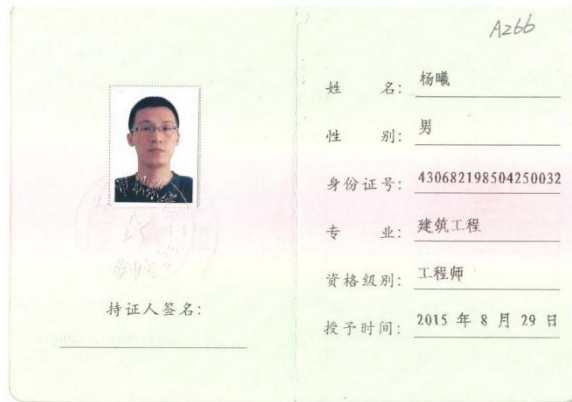 A266
姓 名: 杨曦
性 别: 男
身份证号: 430682198504250032
专 业: 建筑工程
资格级别: 工程师
授予时间: 2015 年 8 月 29 日
持证人签名: